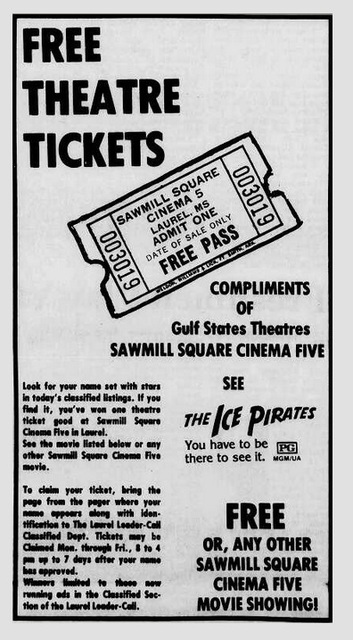 FREE
THEATRE
TICKETS
003019
SAWMILL SQUARE
CINEMA 5
LAUREL, MS
ADMIT ONE
DATE OF SALE ONLY
FREE PASS
003019
COMPLIMENTS
OF
Gulf States Theatres
SAWMILL SQUARE CINEMA FIVE
Look for your name set with stars
in today's classified listings. If you
find it, you've won one theatre
ticket good at Sawmill Square
Cinema Five in Laurel.
See the movie listed below or any
other Sawmill Square Cinema Five
movie.
To claim your ticket, bring the
page from the paper where your
name appears along with iden-
tification to The Laurel Leader-Call
Classified Dept. Tickets may be
Claimed Mon. through Fri., 8 to 4
pm up to 7 days after your name
has approved.
Winners limited to those now
running ads in the Classified Sec-
tion of the Laurel Leader-Call.
SEE
THE ICE PIRATES
You have to be
there to see it.
PG
MGM/UA
FREE
OR, ANY OTHER
SAWMILL SQUARE
CINEMA FIVE
MOVIE SHOWING!